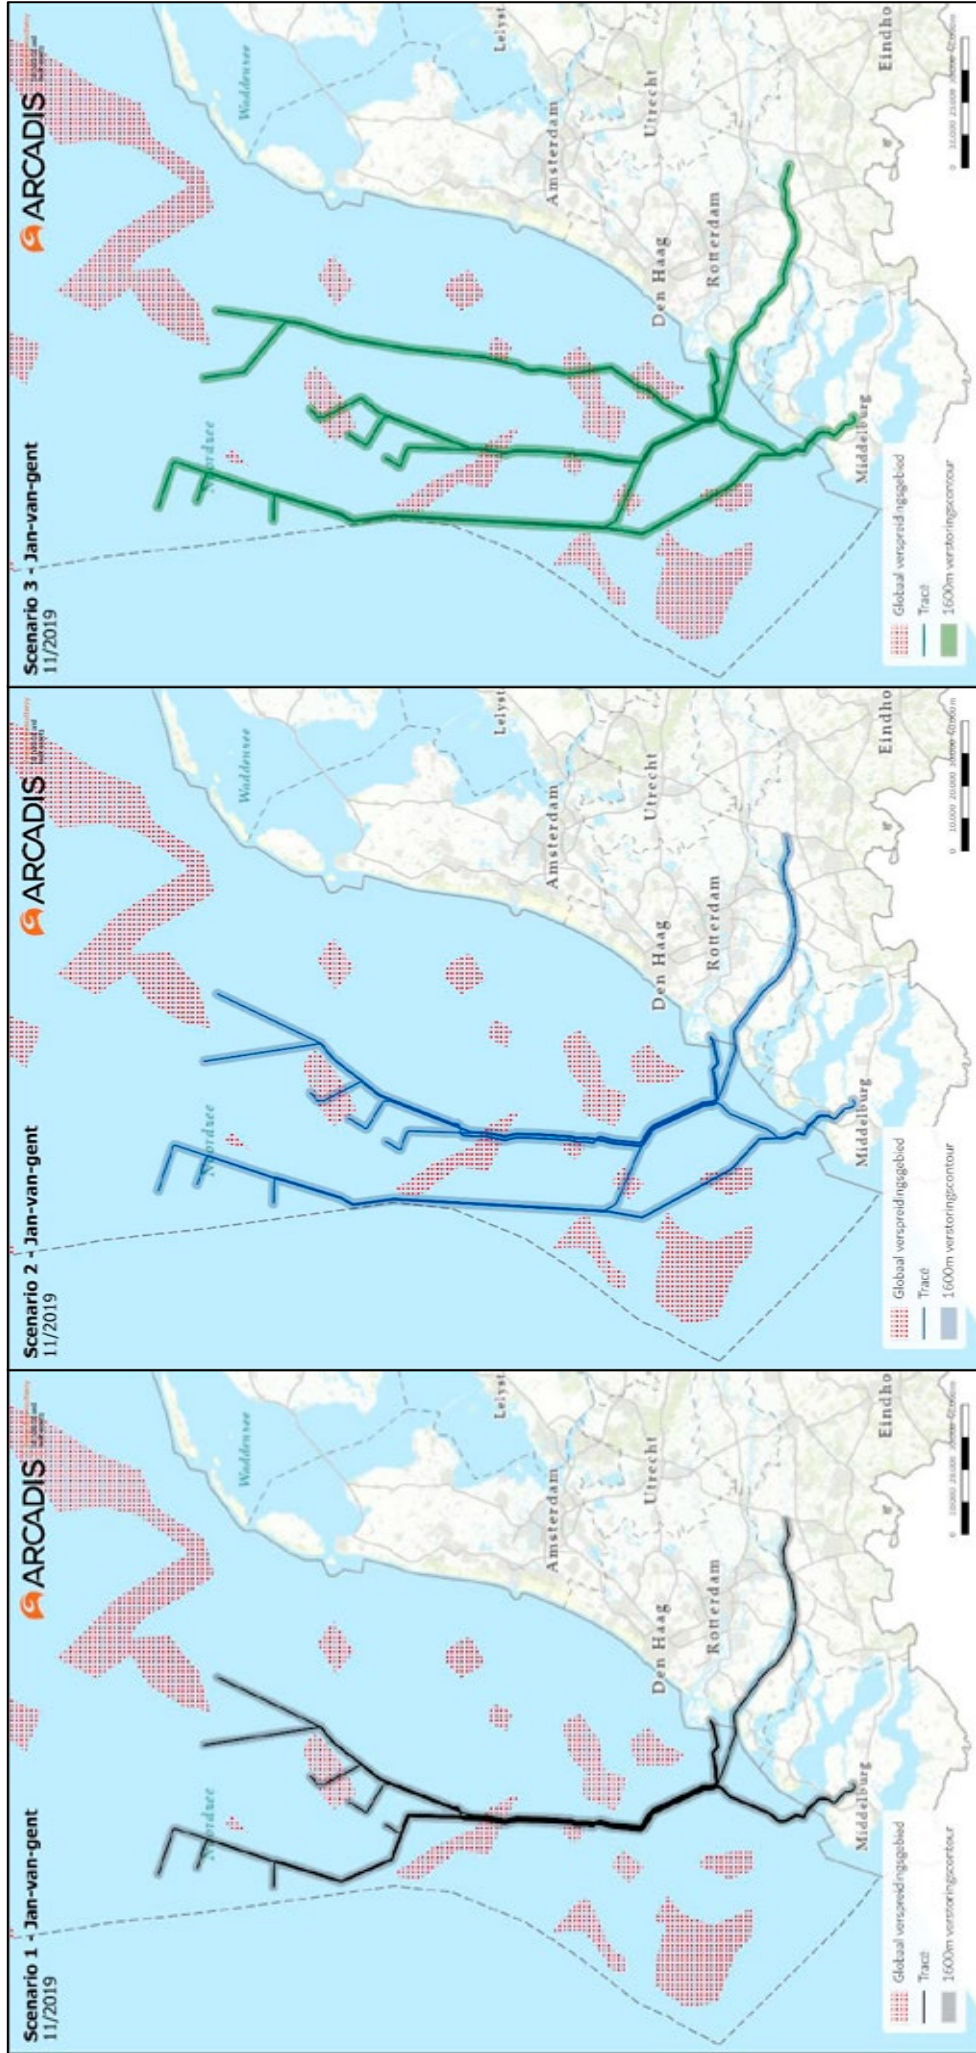 Scenario 1 - Jan-van-gent
11/2019
ARCADIS
Noordzee
Waddenzee
Lelyst
Amsterdam
Utrecht
Den Haag
Rotterdam
Middelburg
Eindho
Globaal verspreidingsgebied
Tracé
1600m verstoringscontour
Scenario 2 - Jan-van-gent
11/2019
ARCADIS
Noordzee
Waddenzee
Lelyst
Amsterdam
Utrecht
Den Haag
Rotterdam
Middelburg
Eindho
Globaal verspreidingsgebied
Tracé
1600m verstoringscontour
Scenario 3 - Jan-van-gent
11/2019
ARCADIS
Noordzee
Waddenzee
Lelyst
Amsterdam
Utrecht
Den Haag
Rotterdam
Middelburg
Eindho
Globaal verspreidingsgebied
Tracé
1600m verstoringscontour